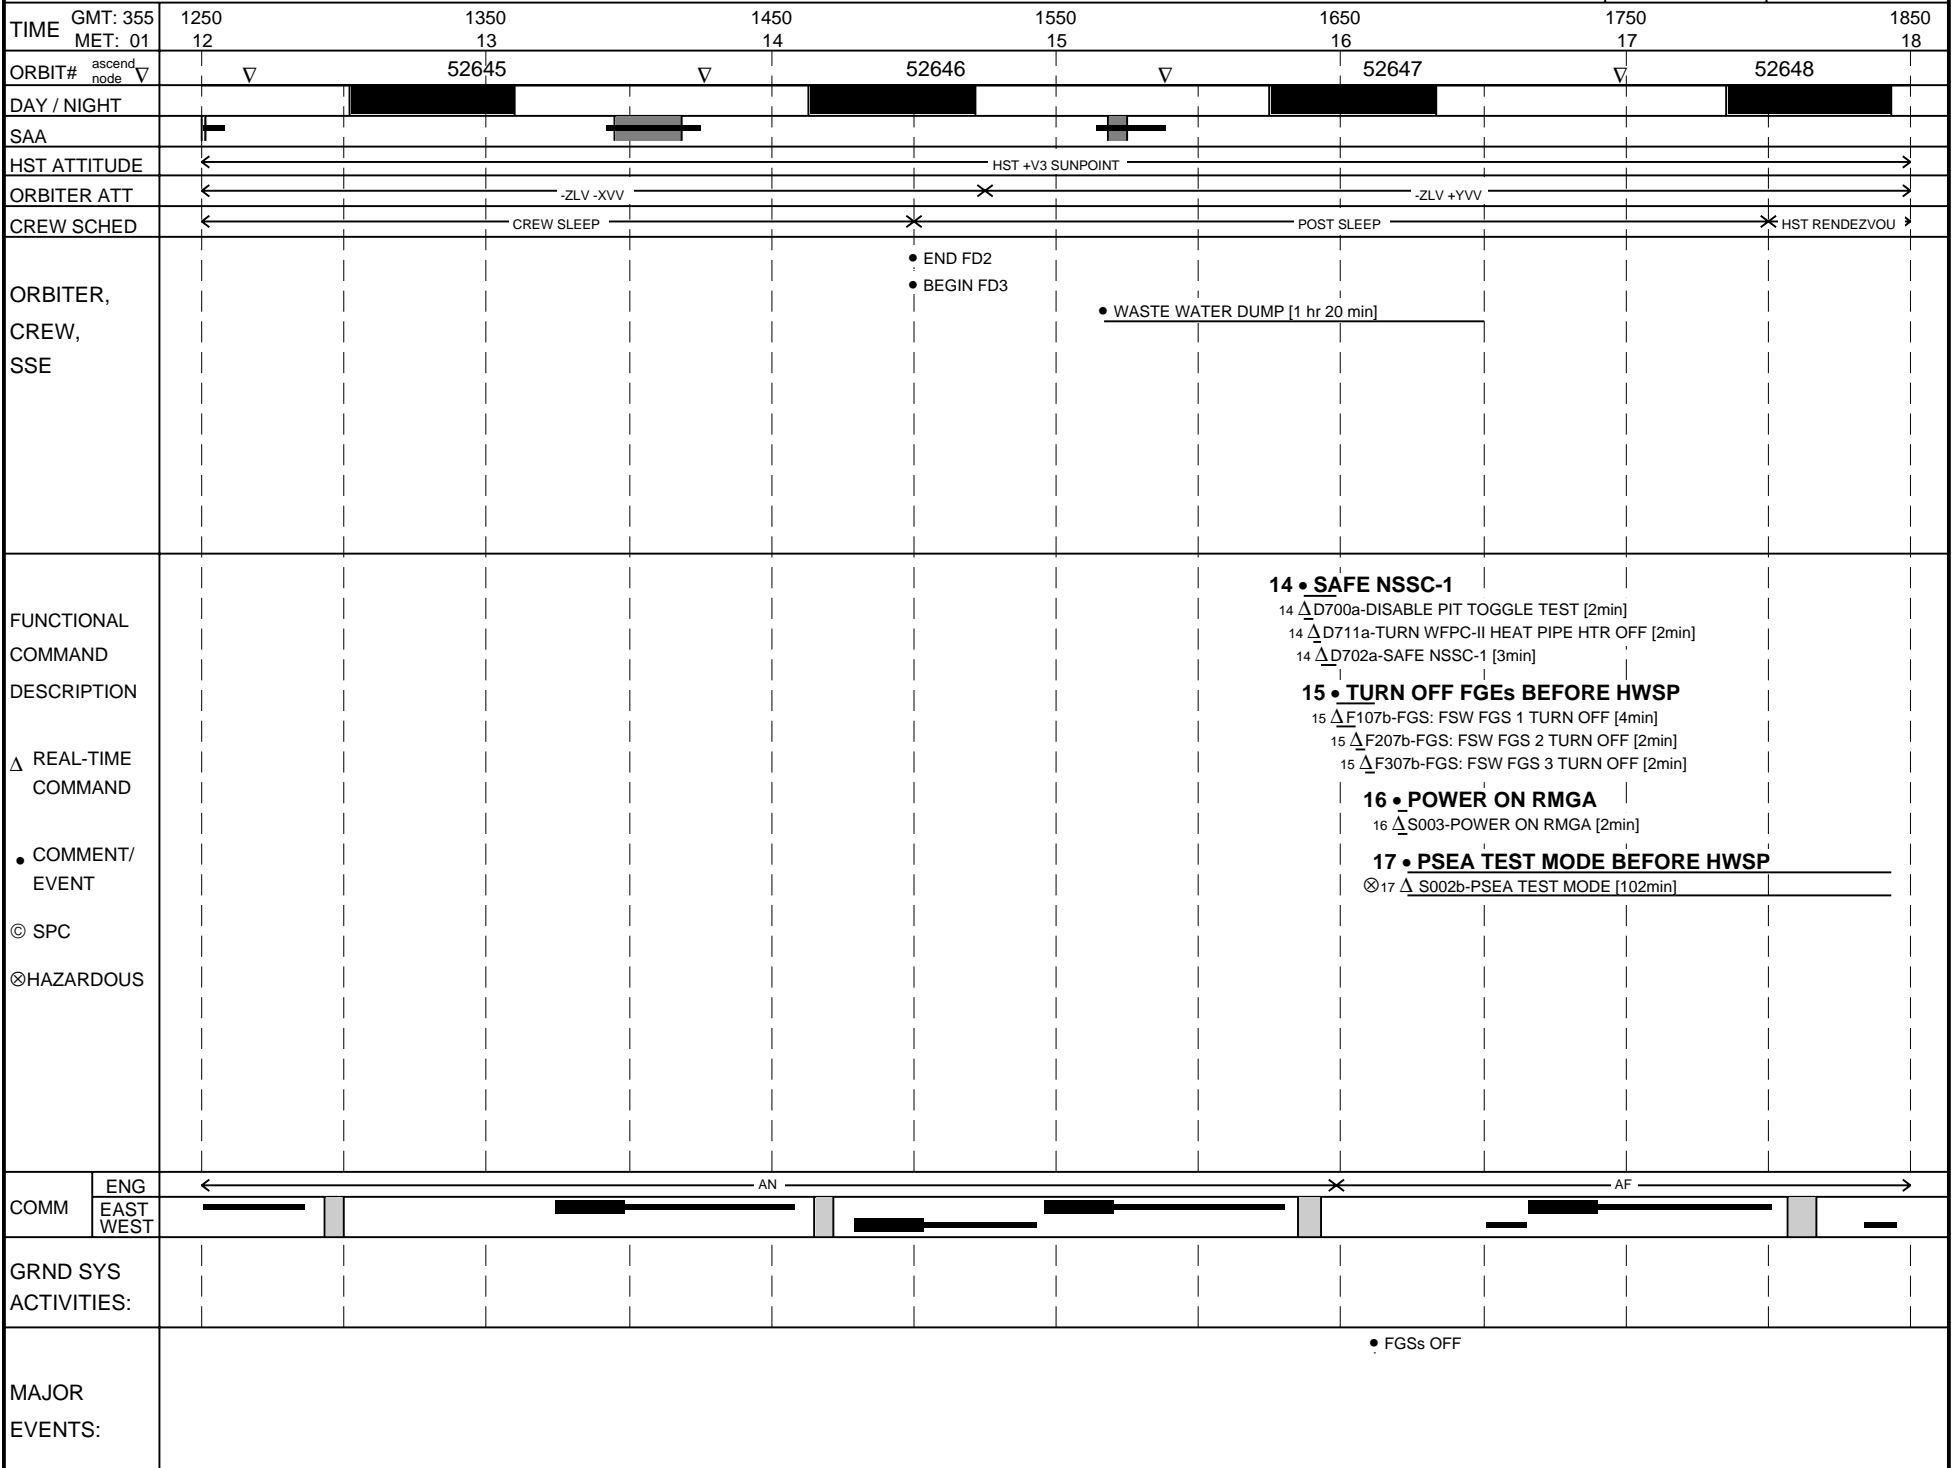 TIME GMT: 355 1250 1350 1450 1550 1650 1750 1850
MET: 01 12 13 14 15 16 17 18
ORBIT# ascend node ∇ ∇ 52645 ∇ 52646 ∇ 52647 ∇ 52648
DAY / NIGHT
SAA
HST ATTITUDE HST +V3 SUNPOINT
ORBITER ATT -ZLV -XVV -ZLV +YVV
CREW SCHED CREW SLEEP POST SLEEP HST RENDEZVOU
ORBITER,
CREW,
SSE
• END FD2
• BEGIN FD3
• WASTE WATER DUMP [1 hr 20 min]
FUNCTIONAL
COMMAND
DESCRIPTION
Δ REAL-TIME
COMMAND
• COMMENT/
EVENT
© SPC
⊗HAZARDOUS
14 • SAFE NSSC-1
14 ΔD700a-DISABLE PIT TOGGLE TEST [2min]
14 ΔD711a-TURN WFPC-II HEAT PIPE HTR OFF [2min]
14 ΔD702a-SAFE NSSC-1 [3min]
15 • TURN OFF FGEs BEFORE HWSP
15 ΔF107b-FGS: FSW FGS 1 TURN OFF [4min]
15 ΔF207b-FGS: FSW FGS 2 TURN OFF [2min]
15 ΔF307b-FGS: FSW FGS 3 TURN OFF [2min]
16 • POWER ON RMGA
16 ΔS003-POWER ON RMGA [2min]
17 • PSEA TEST MODE BEFORE HWSP
⊗17 Δ S002b-PSEA TEST MODE [102min]
COMM ENG AN AF
EAST
WEST
GRND SYS
ACTIVITIES:
• FGSs OFF
MAJOR
EVENTS: